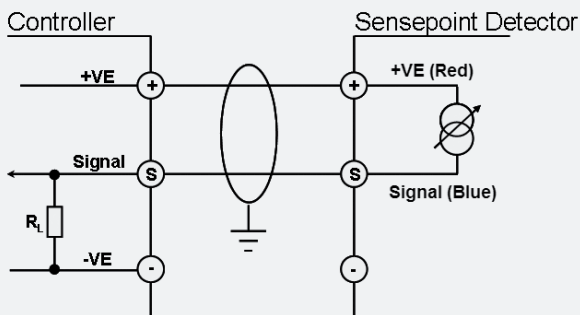 Controller
Sensepoint Detector
+VE
+
+
+VE (Red)
Signal
S
S
Signal (Blue)
RL
-VE
-
-